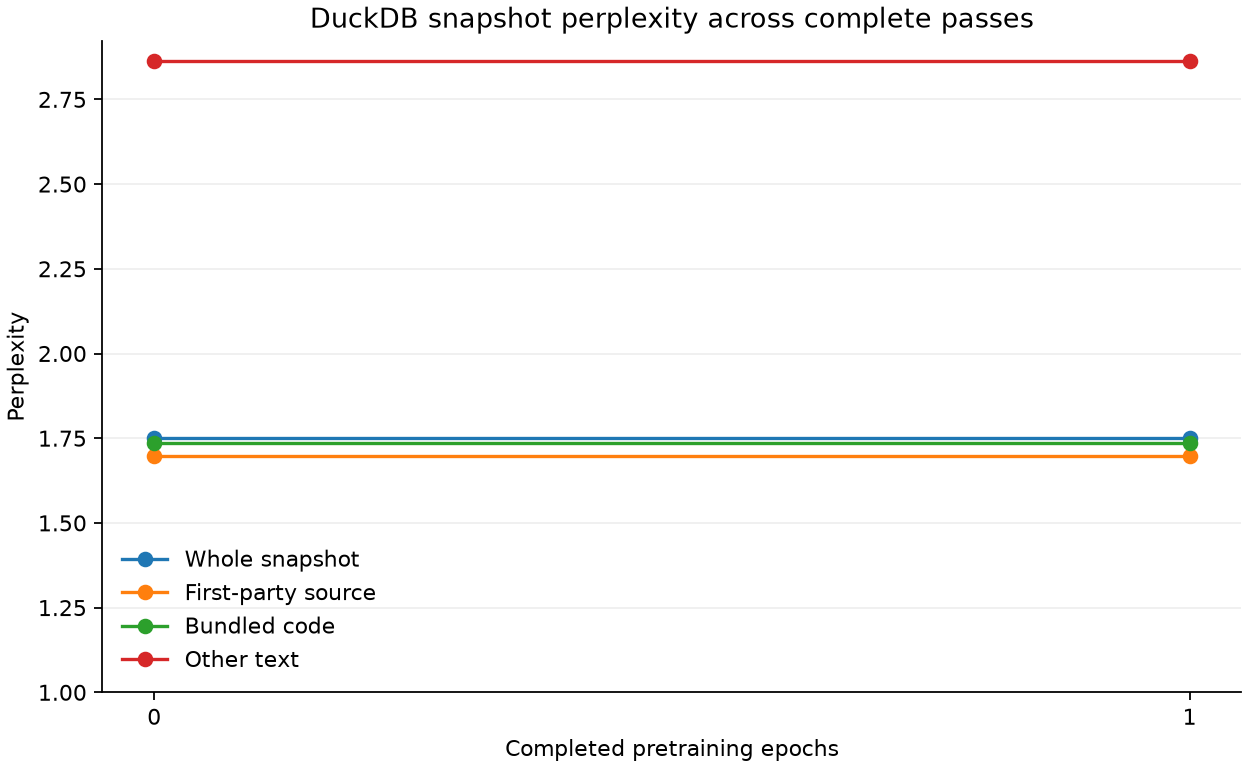 DuckDB snapshot perplexity across complete passes
Perplexity
2.75
2.50
2.25
2.00
1.75
1.50
1.25
1.00
Whole snapshot
First-party source
Bundled code
Other text
0
1
Completed pretraining epochs